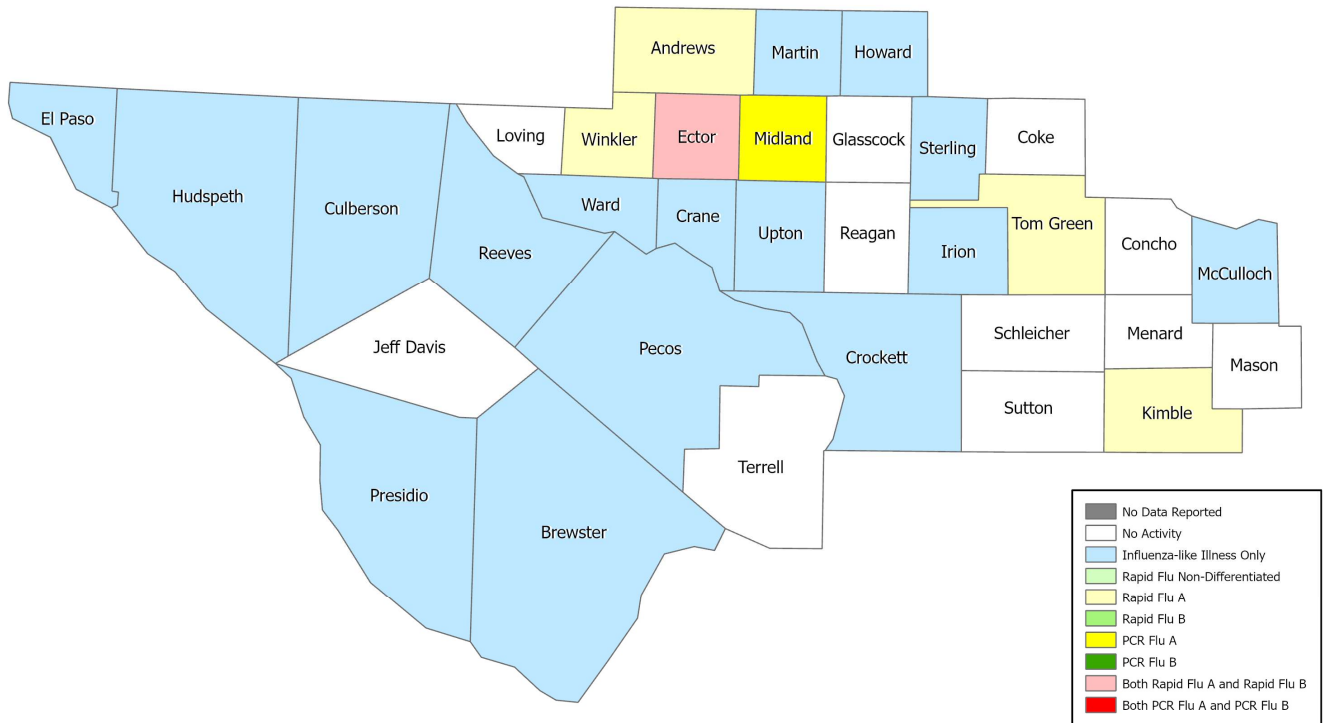 Andrews
Martin
Howard
El Paso
Loving
Winkler
Ector
Midland
Glasscock
Sterling
Coke
Hudspeth
Culberson
Ward
Crane
Upton
Reagan
Irion
Tom Green
Concho
McCulloch
Reeves
Jeff Davis
Pecos
Crockett
Schleicher
Menard
Mason
Sutton
Kimble
Terrell
Presidio
Brewster
No Data Reported
No Activity
Influenza-like Illness Only
Rapid Flu Non-Differentiated
Rapid Flu A
Rapid Flu B
PCR Flu A
PCR Flu B
Both Rapid Flu A and Rapid Flu B
Both PCR Flu A and PCR Flu B